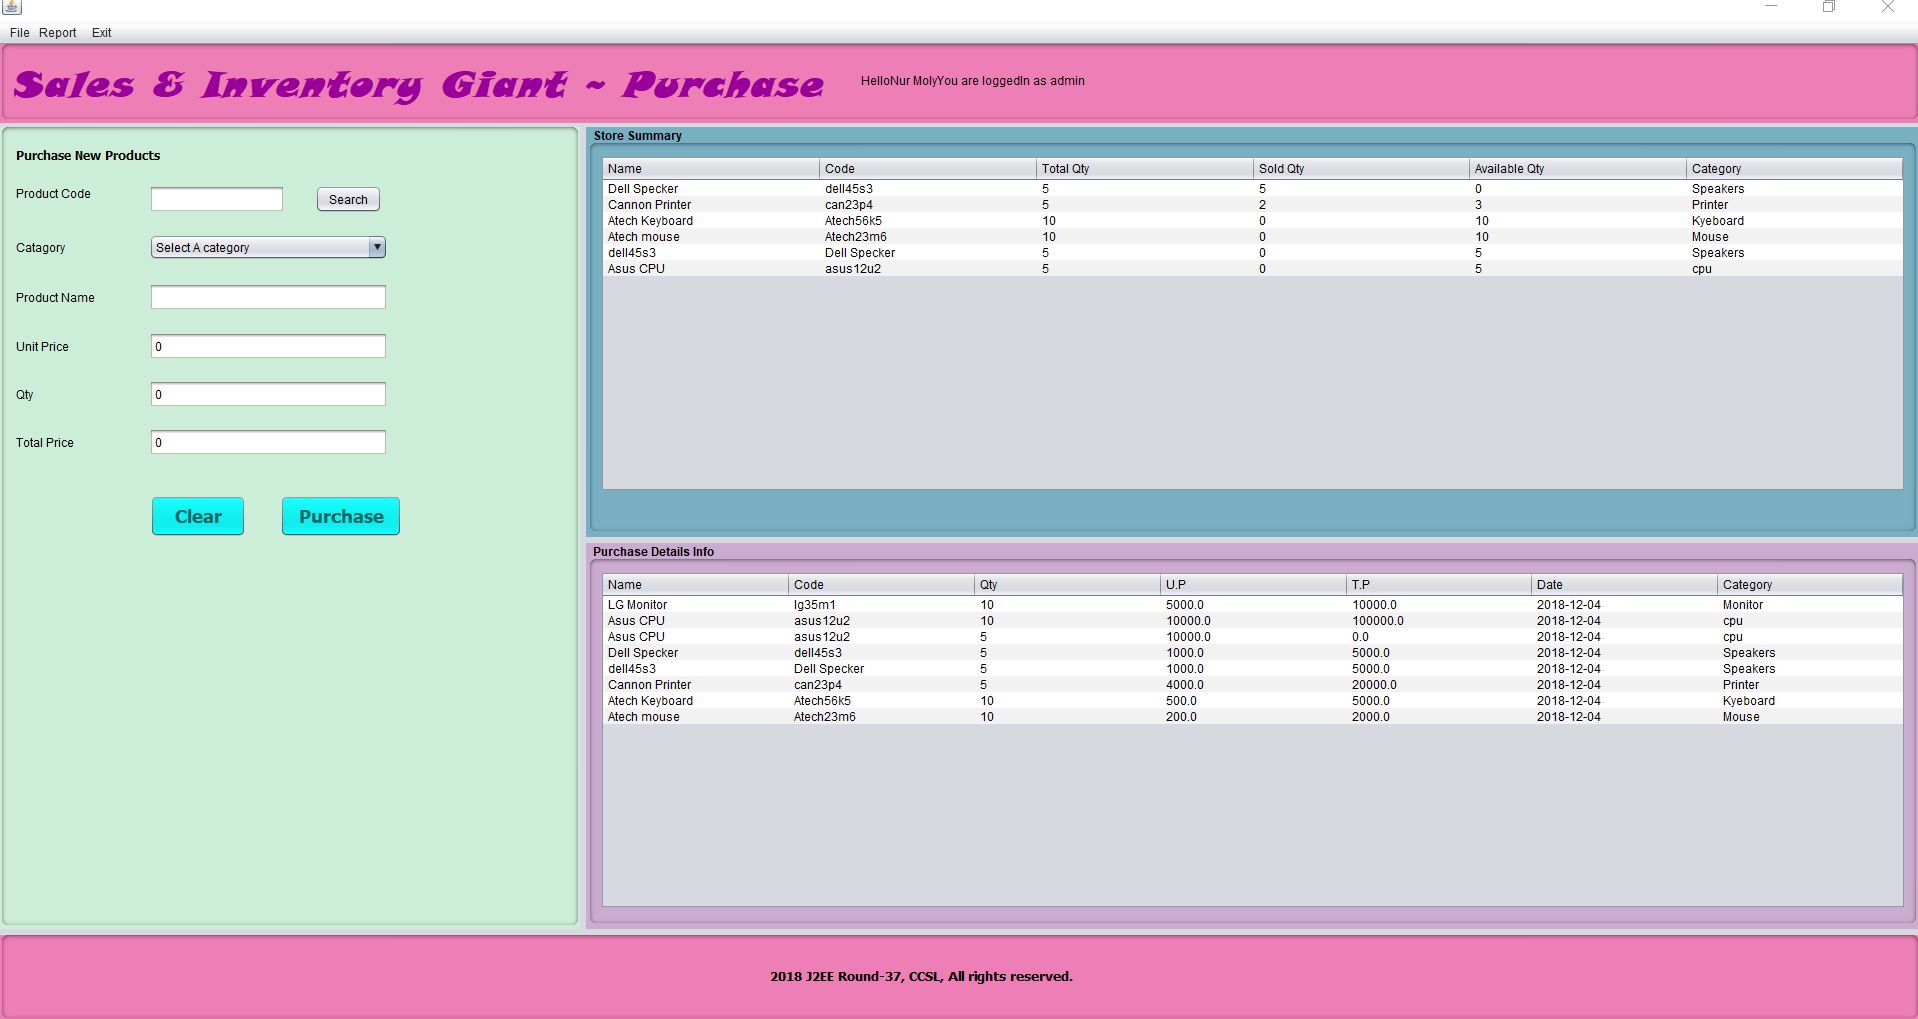 File Report Exit
Sales & Inventory Giant ~ Purchase
HelloNur MolyYou are loggedIn as admin
Purchase New Products
Product Code
Search
Catagory
Select A category
Product Name
Unit Price
0
Qty
0
Total Price
0
Clear
Purchase
Store Summary
Name Code Total Qty Sold Qty Available Qty Category
Dell Specker dell45s3 5 5 0 Speakers
Cannon Printer can23p4 5 2 3 Printer
Atech Keyboard Atech56k5 10 0 10 Kyeboard
Atech mouse Atech23m6 10 0 10 Mouse
dell45s3 Dell Specker 5 0 5 Speakers
Asus CPU asus12u2 5 0 5 cpu
Purchase Details Info
Name Code Qty U.P T.P Date Category
LG Monitor lg35m1 10 5000.0 10000.0 2018-12-04 Monitor
Asus CPU asus12u2 10 10000.0 100000.0 2018-12-04 cpu
Asus CPU asus12u2 5 10000.0 0.0 2018-12-04 cpu
Dell Specker dell45s3 5 1000.0 5000.0 2018-12-04 Speakers
dell45s3 Dell Specker 5 1000.0 5000.0 2018-12-04 Speakers
Cannon Printer can23p4 5 4000.0 20000.0 2018-12-04 Printer
Atech Keyboard Atech56k5 10 500.0 5000.0 2018-12-04 Kyeboard
Atech mouse Atech23m6 10 200.0 2000.0 2018-12-04 Mouse
2018 J2EE Round-37, CCSL, All rights reserved.